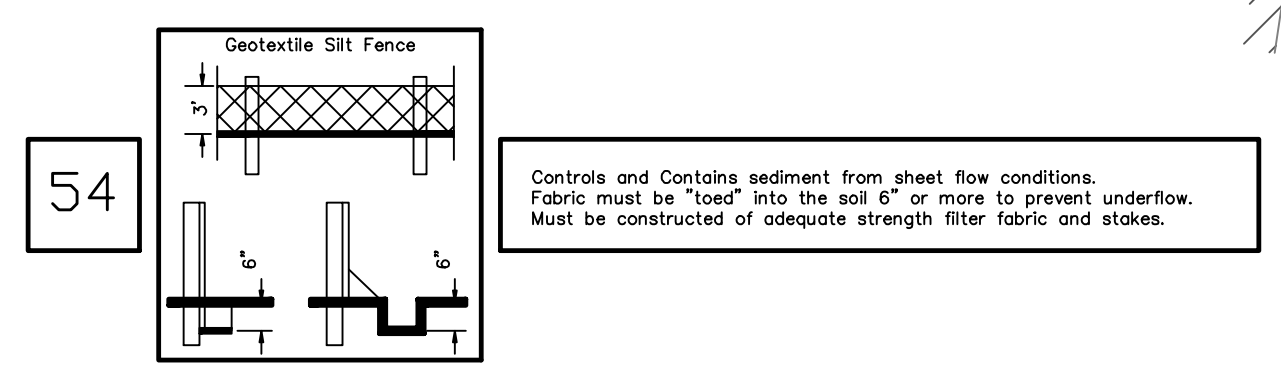 Geotextile Silt Fence
3'
54
6"
6"
Controls and Contains sediment from sheet flow conditions.
Fabric must be "toed" into the soil 6" or more to prevent underflow.
Must be constructed of adequate strength filter fabric and stakes.